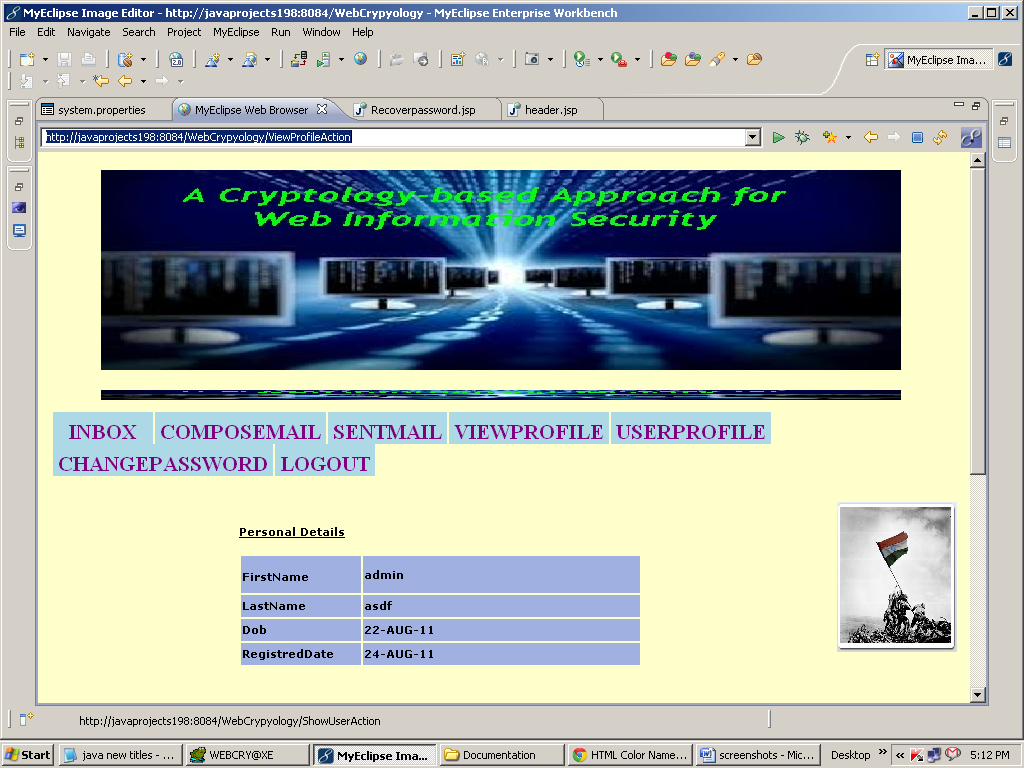 MyEclipse Image Editor - http://javaprojects198:8084/WebCrypyology - MyEclipse Enterprise Workbench
File Edit Navigate Search Project MyEclipse Run Window Help
2.0
MyEclipse Ima...
system.properties MyEclipse Web Browser Recoverpassword.jsp header.jsp
http://javaprojects198:8084/WebCrypyology/ViewProfileAction
A Cryptology-based Approach for
Web Information Security
INBOX COMPOSEMAIL SENTMAIL VIEWPROFILE USERPROFILE
CHANGEPASSWORD LOGOUT
Personal Details
FirstName admin
LastName asdf
Dob 22-AUG-11
RegistredDate 24-AUG-11
http://javaprojects198:8084/WebCrypyology/ShowUserAction
Start java new titles - ... WEBCRY@XE MyEclipse Ima... Documentation HTML Color Name... screenshots - Mic... Desktop » « 5:12 PM